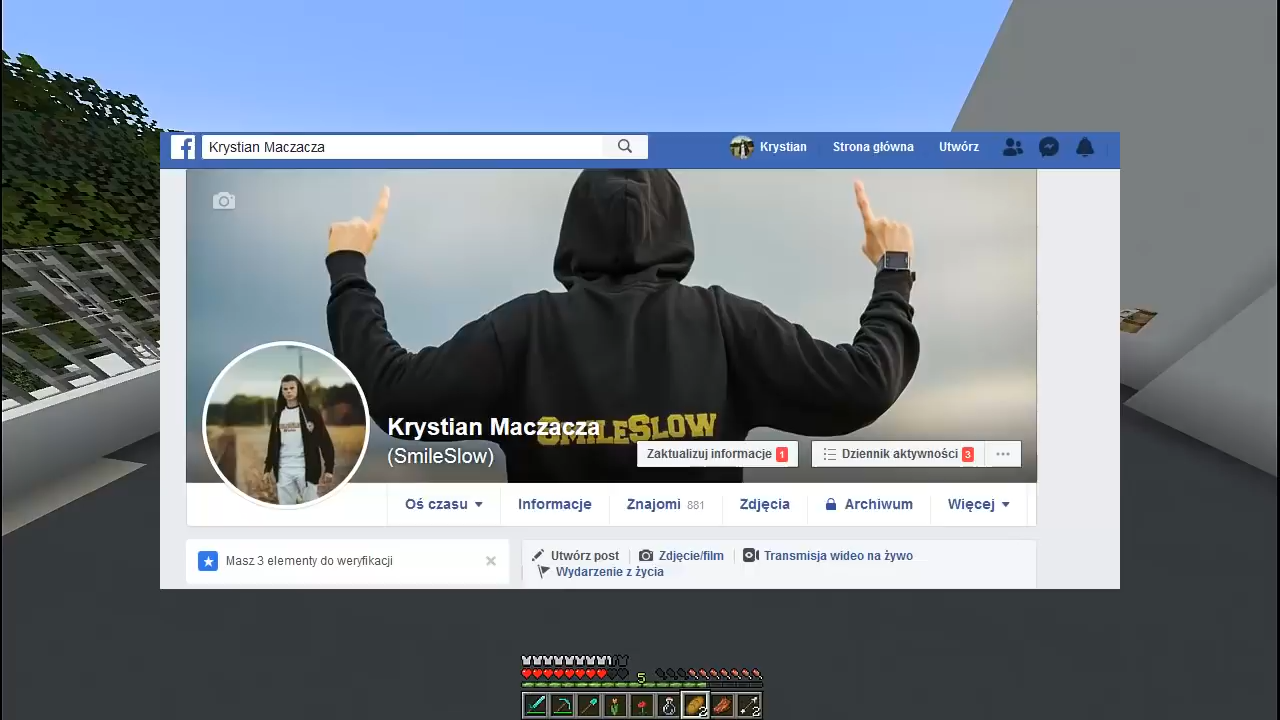 Krystian Maczacza
Krystian
Strona główna
Utwórz
SMILESLOW
Krystian Maczacza
(SmileSlow)
Zaktualizuj informacje 1
Dziennik aktywności 3
Oś czasu
Informacje
Znajomi 881
Zdjęcia
Archiwum
Więcej
Masz 3 elementy do weryfikacji
Utwórz post
Zdjęcie/film
Transmisja wideo na żywo
Wydarzenie z życia
5
2
2